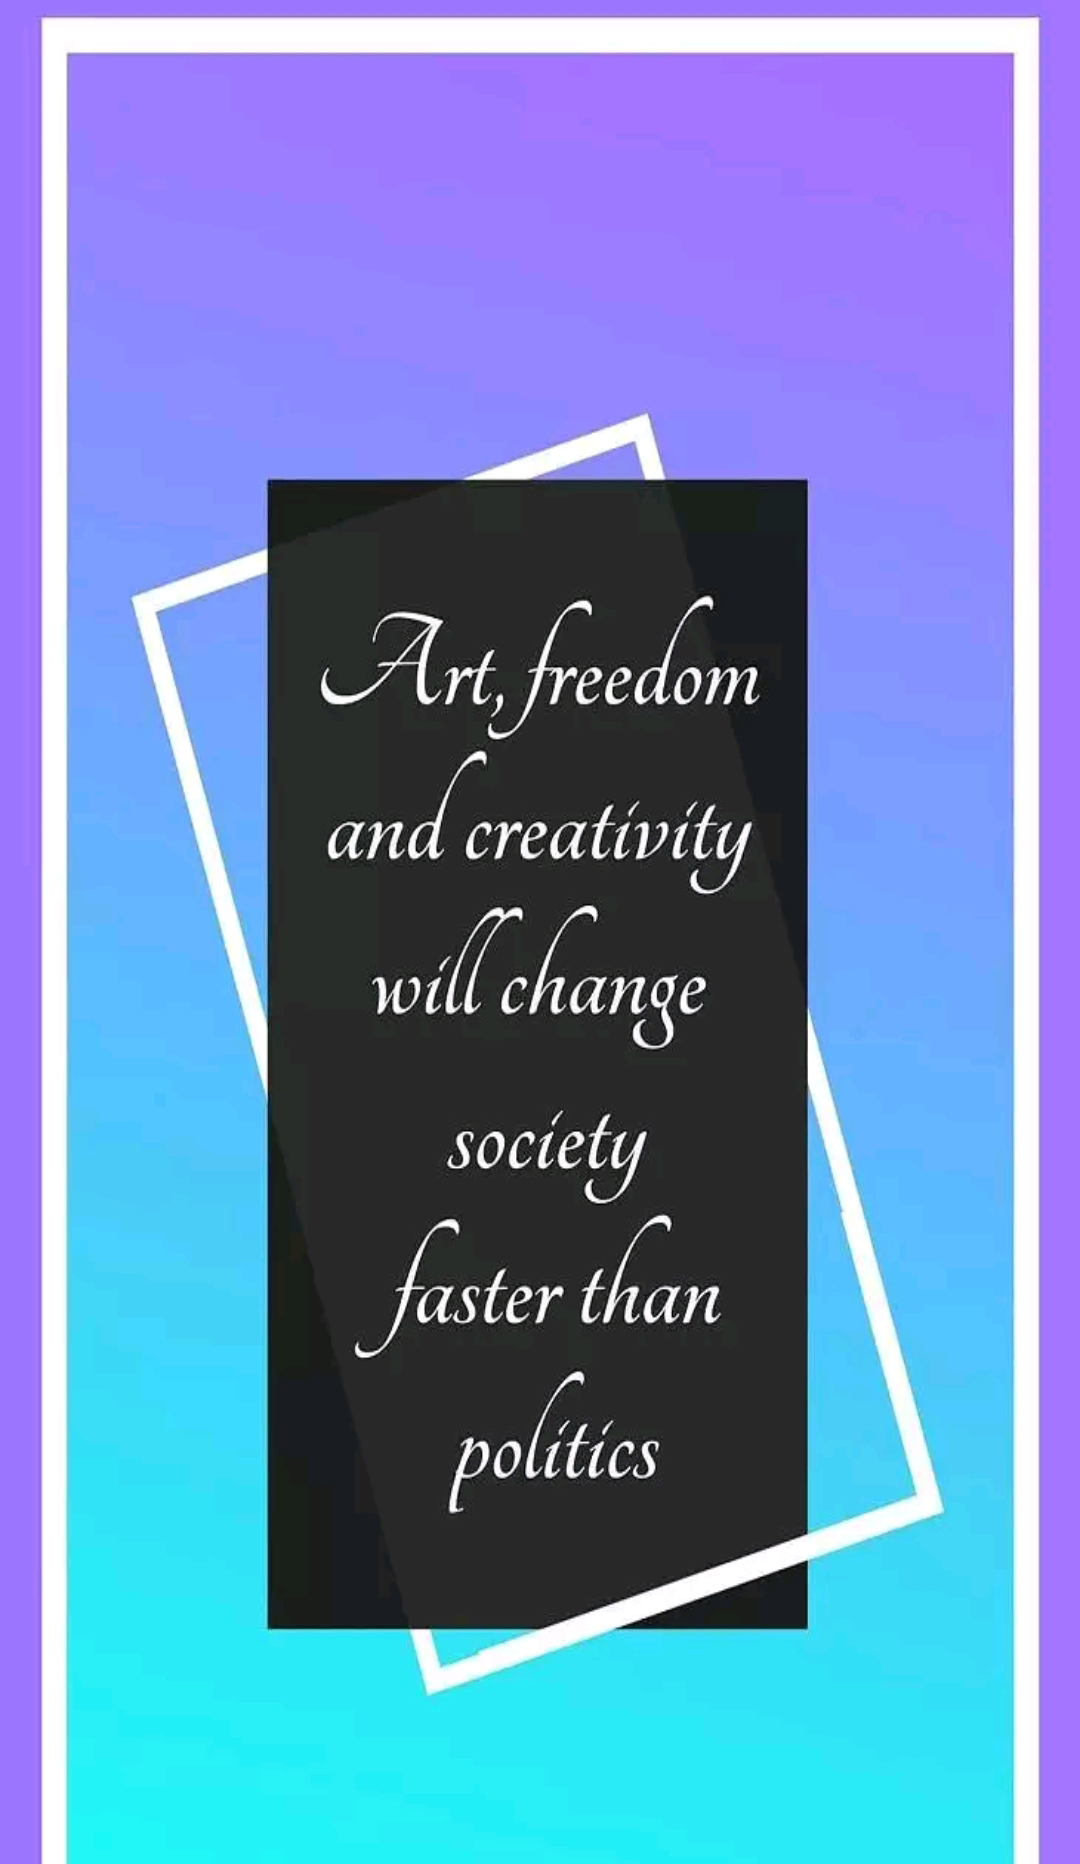 Art, freedom
and creativity
will change
society
faster than
politics